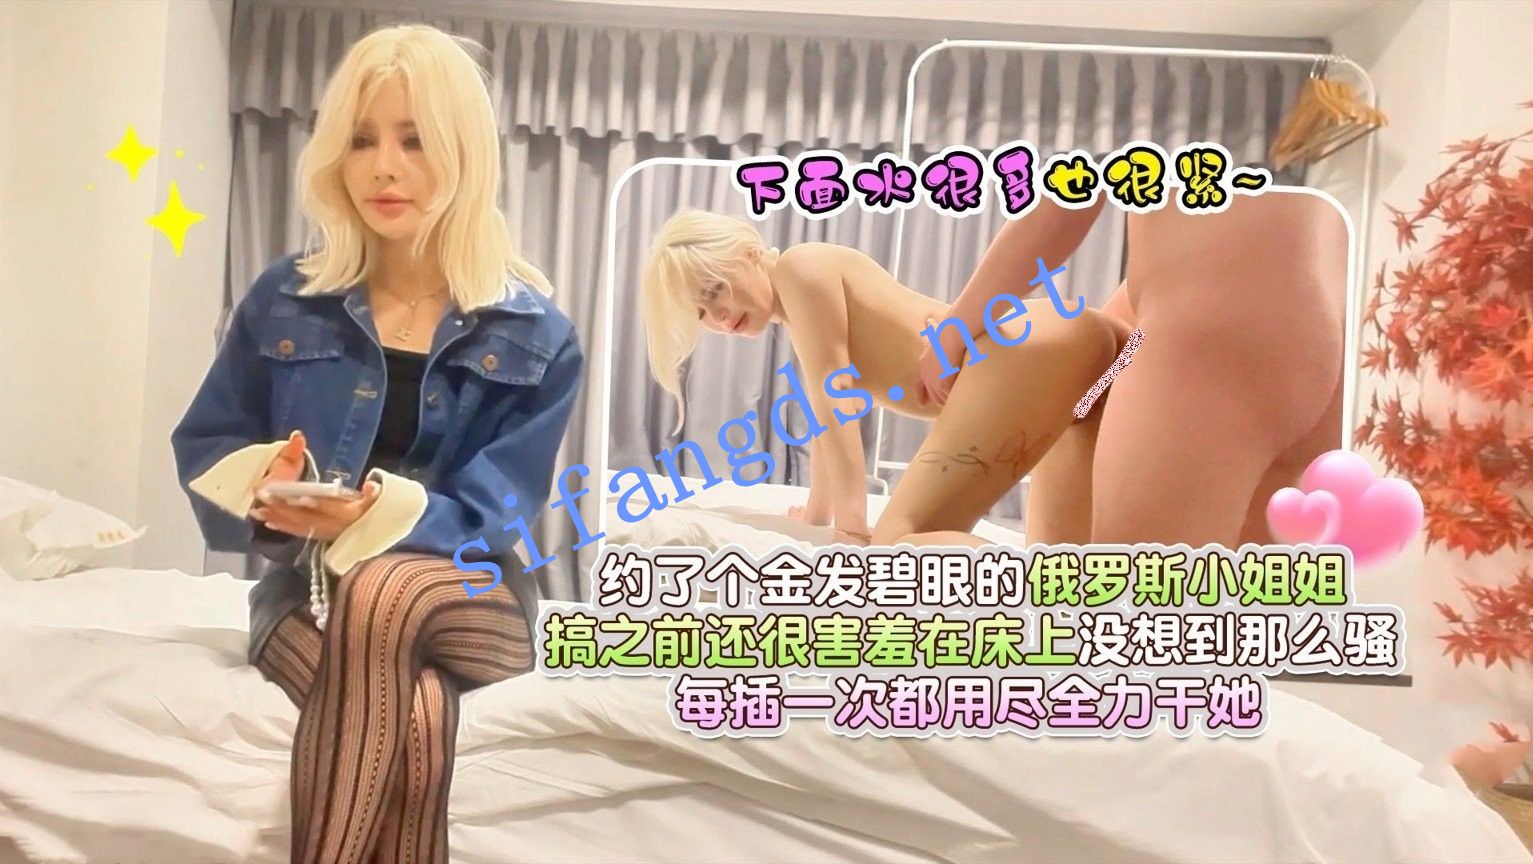 下面水很多也很紧~
sifangds.net
约了个金发碧眼的俄罗斯小姐姐
搞之前还很害羞在床上没想到那么骚
每插一次都用尽全力干她